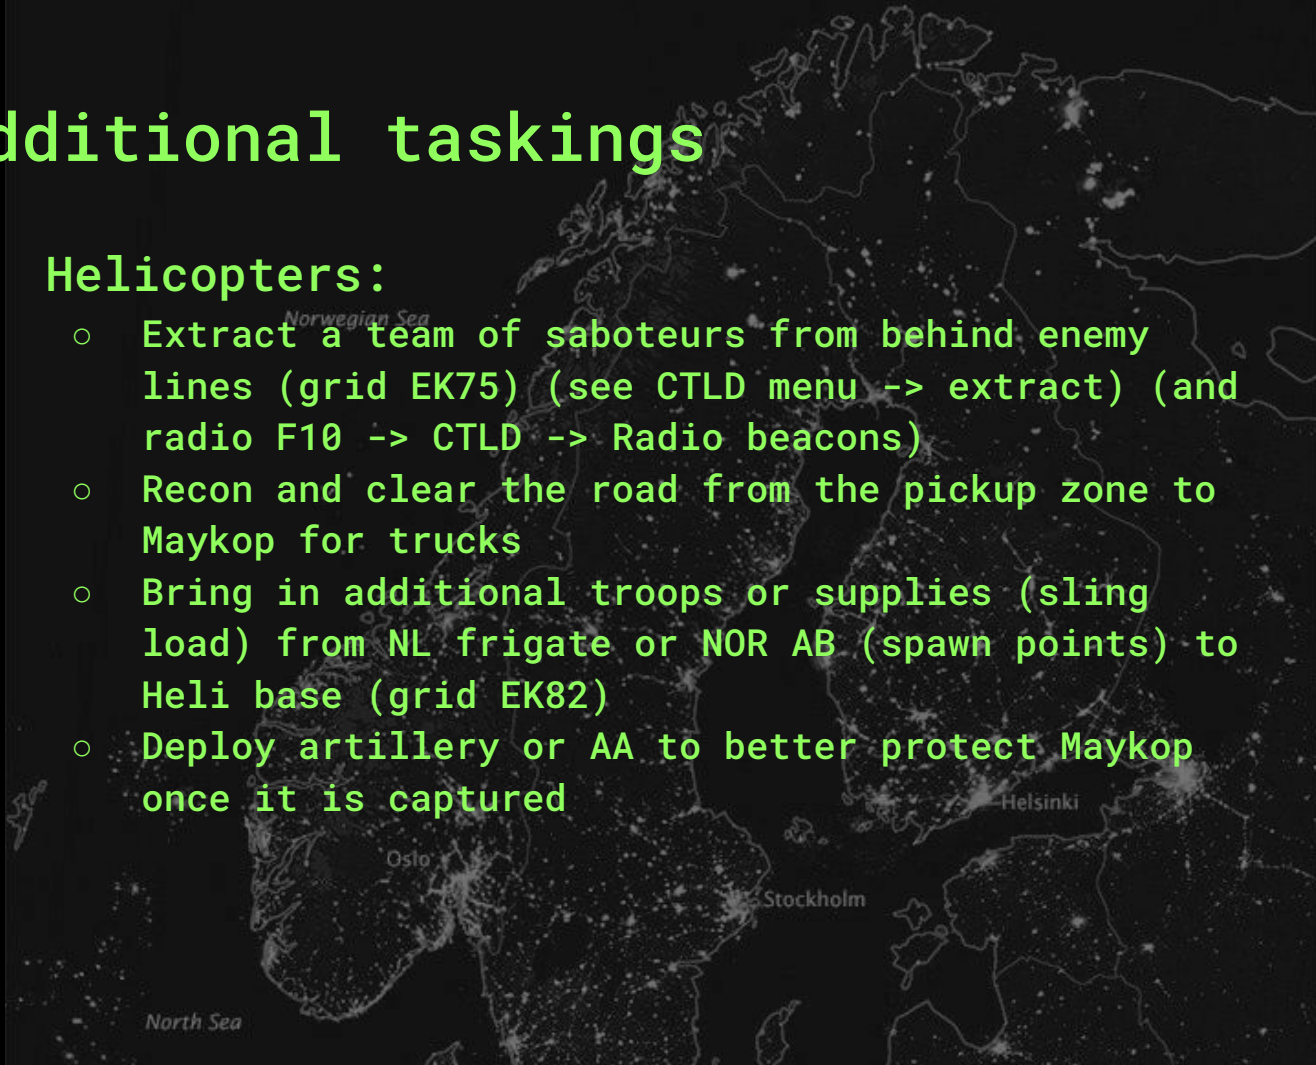 dditional taskings
Helicopters:
Norwegian Sea
○ Extract a team of saboteurs from behind enemy
lines (grid EK75) (see CTLD menu -> extract) (and
radio F10 -> CTLD -> Radio beacons)
○ Recon and clear the road from the pickup zone to
Maykop for trucks
○ Bring in additional troops or supplies (sling
load) from NL frigate or NOR AB (spawn points) to
Heli base (grid EK82)
○ Deploy artillery or AA to better protect Maykop
once it is captured
Helsinki
Oslo
Stockholm
North Sea